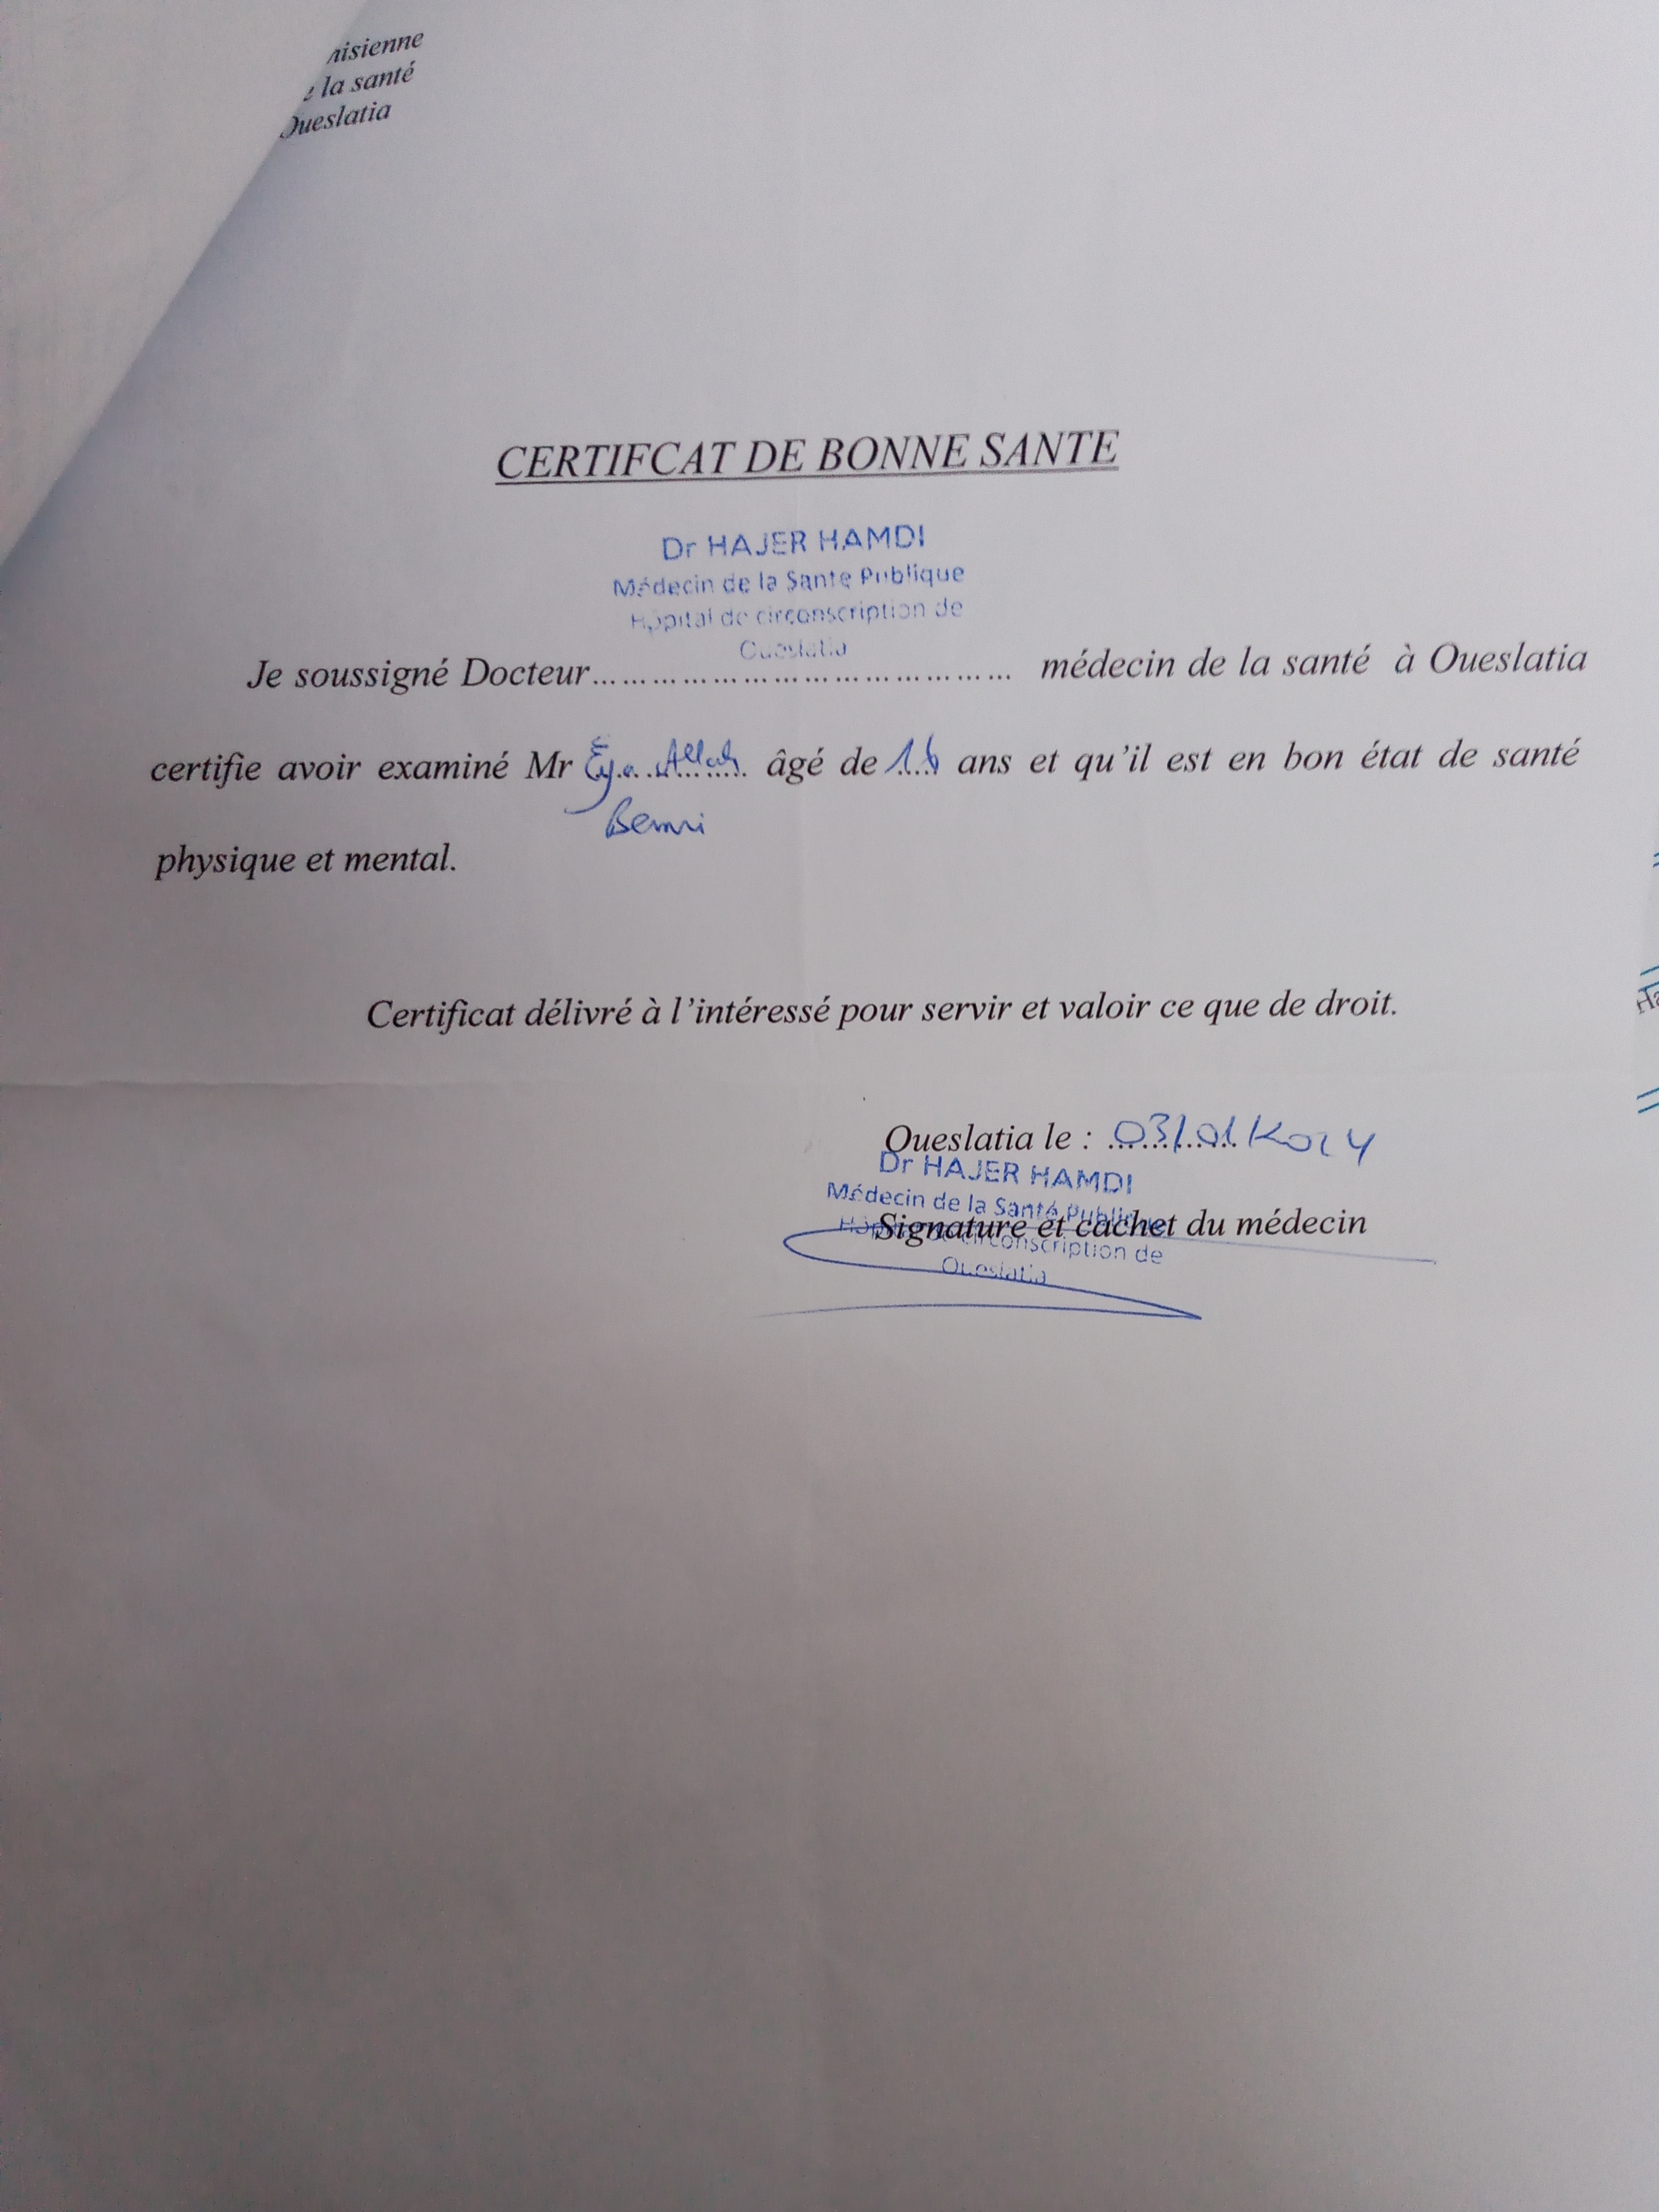 nisienne
la santé
Oueslatia
CERTIFCAT DE BONNE SANTE
Dr HAJER HAMDI
Médecin de la Sante Publique
Hôpital de circonscription de
Oueslatia
Je soussigné Docteur........................................ médecin de la santé à Oueslatia
certifie avoir examiné Mr Eya Allah âgé de 16 ans et qu'il est en bon état de santé
physique et mental.
Certificat délivré à l'intéressé pour servir et valoir ce que de droit.
Oueslatia le : 03/01/2024
Dr HAJER HAMDI
Médecin de la Santé Publique
Signature et cachet du médecin
Hôpital de circonscription de
Oueslatia